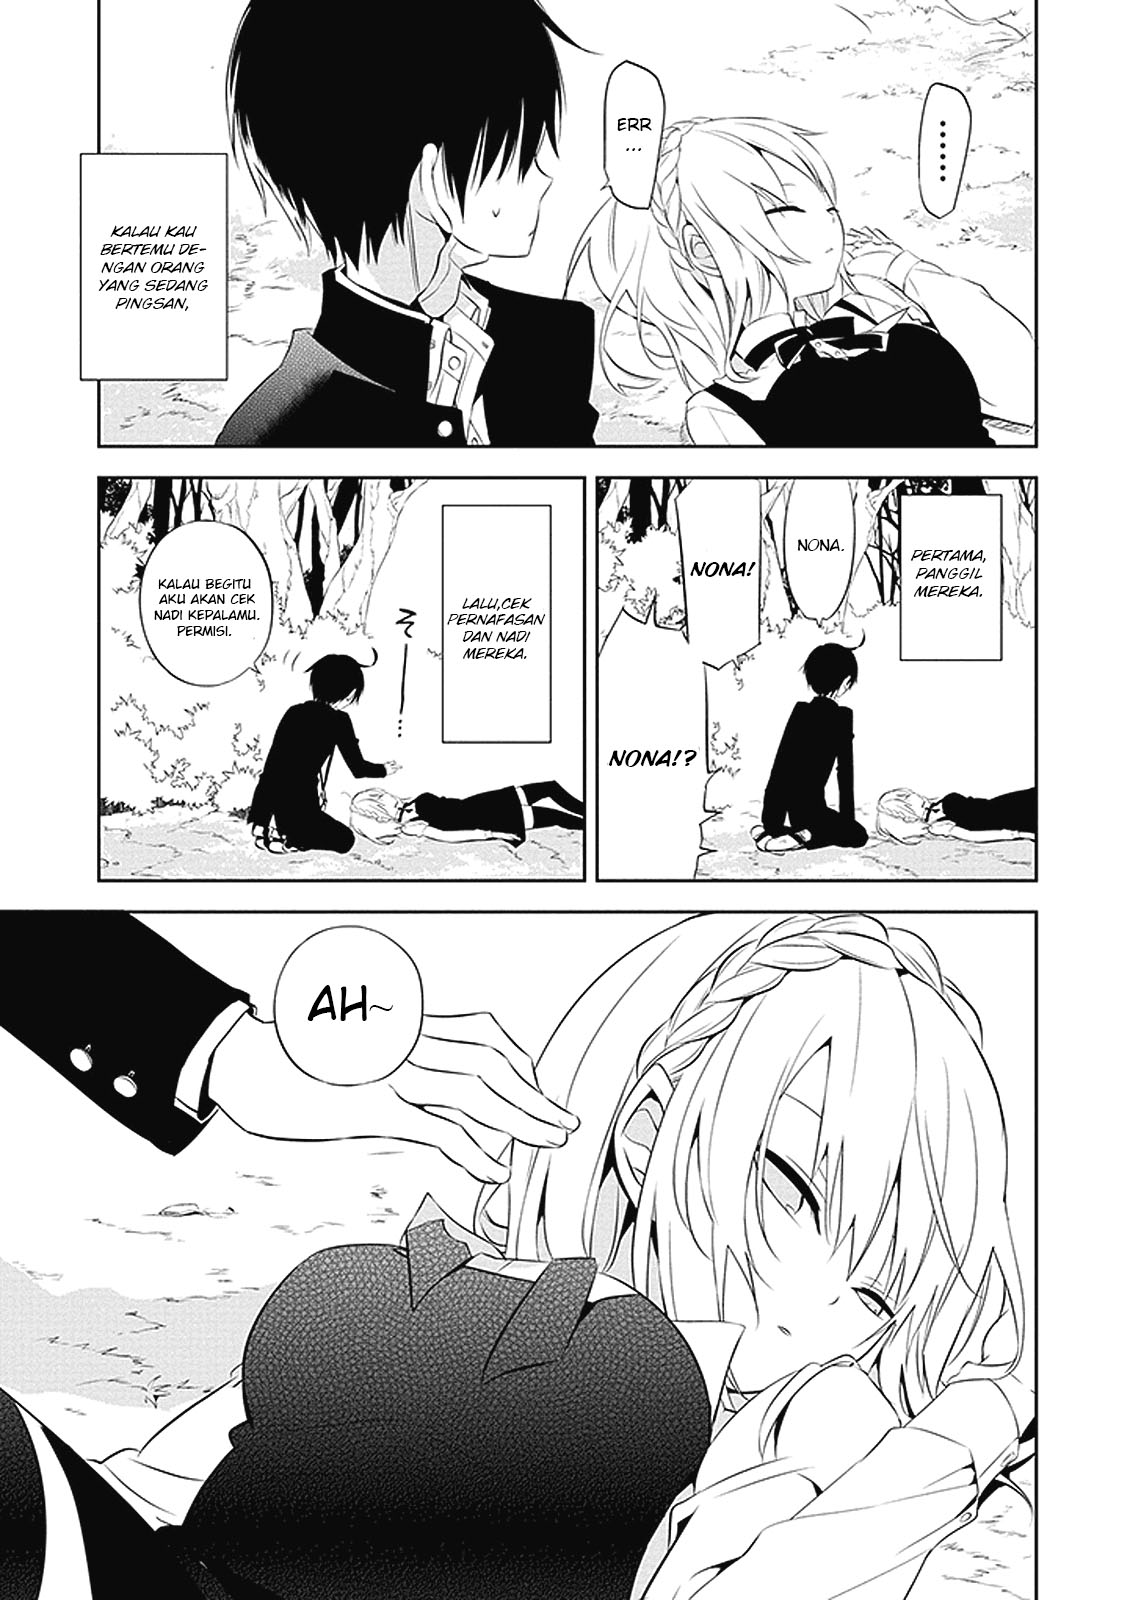 ......
ERR
...
KALAU KAU
BERTEMU DE-
NGAN ORANG
YANG SEDANG
PINGSAN,
PERTAMA,
PANGGIL
MEREKA.
NONA.
NONA!
NONA!?
LALU,CEK
PERNAFASAN
DAN NADI
MEREKA.
KALAU BEGITU
AKU AKAN CEK
NADI KEPALAMU.
PERMISI.
そ…
AH~